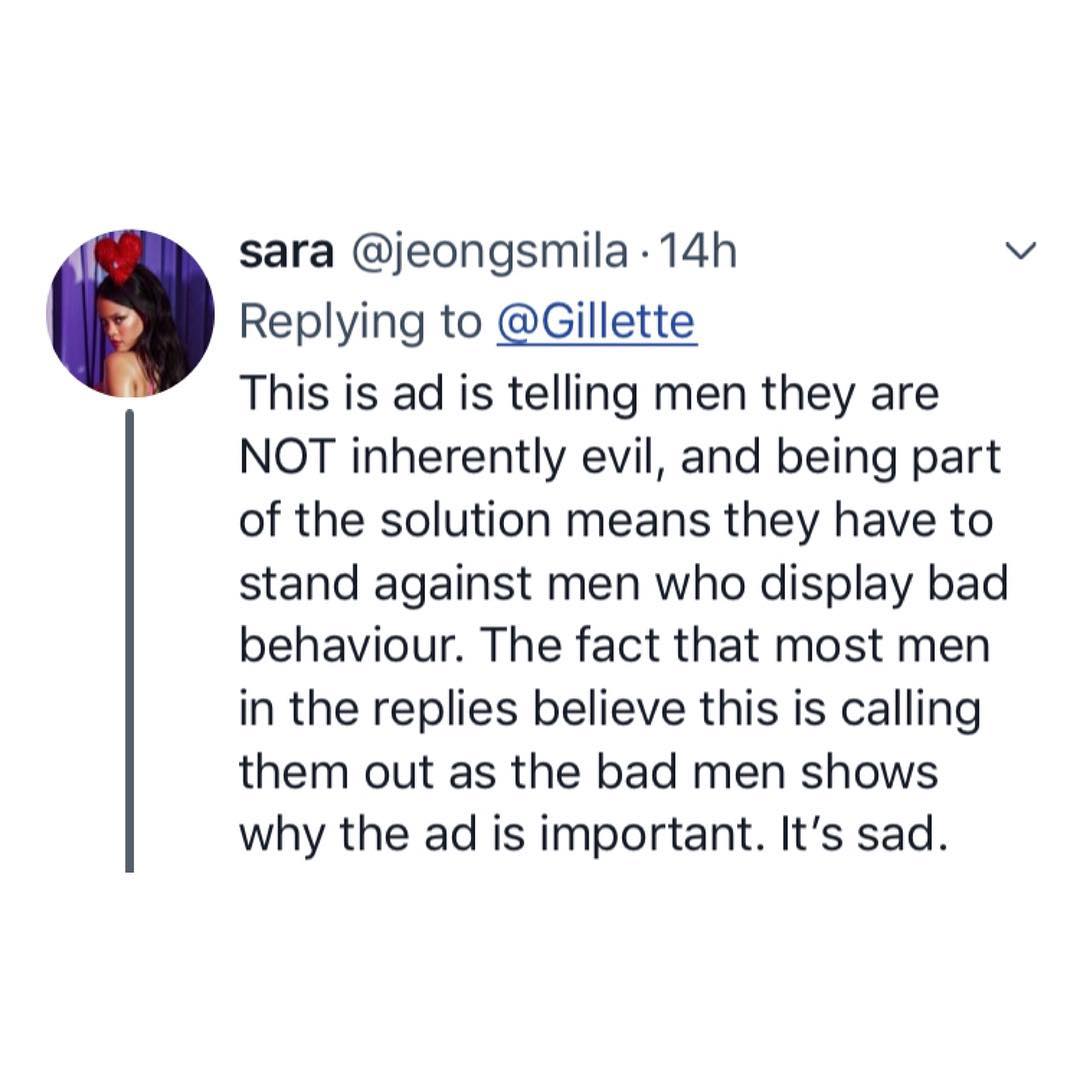 sara @jeongsmila · 14h
Replying to @Gillette
This is ad is telling men they are
NOT inherently evil, and being part
of the solution means they have to
stand against men who display bad
behaviour. The fact that most men
in the replies believe this is calling
them out as the bad men shows
why the ad is important. It’s sad.